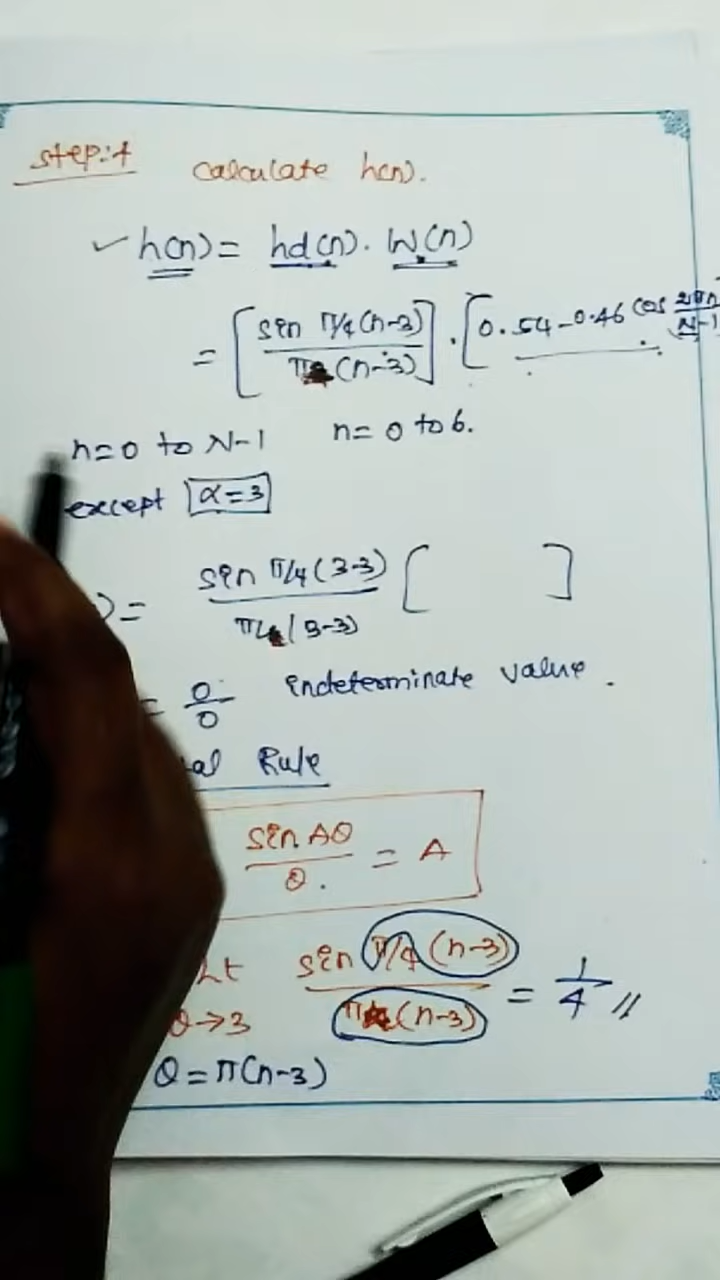 step:4 calculate h(n).
✓ h(n) = hd(n). W(n)
= [ sin π/4 (n-3) / π (n-3) ] . [ 0.54-0.46 cos 2πn / N-1
n=0 to N-1 n= 0 to 6.
except α=3
) = sin π/4 (3-3) / π (3-3) [ ]
= 0/0 indeterminate value.
al Rule
sin Aθ / θ. = A
Lt θ→3 sin π/4 (n-3) / π (n-3) = 1/4 //
θ = π(n-3)